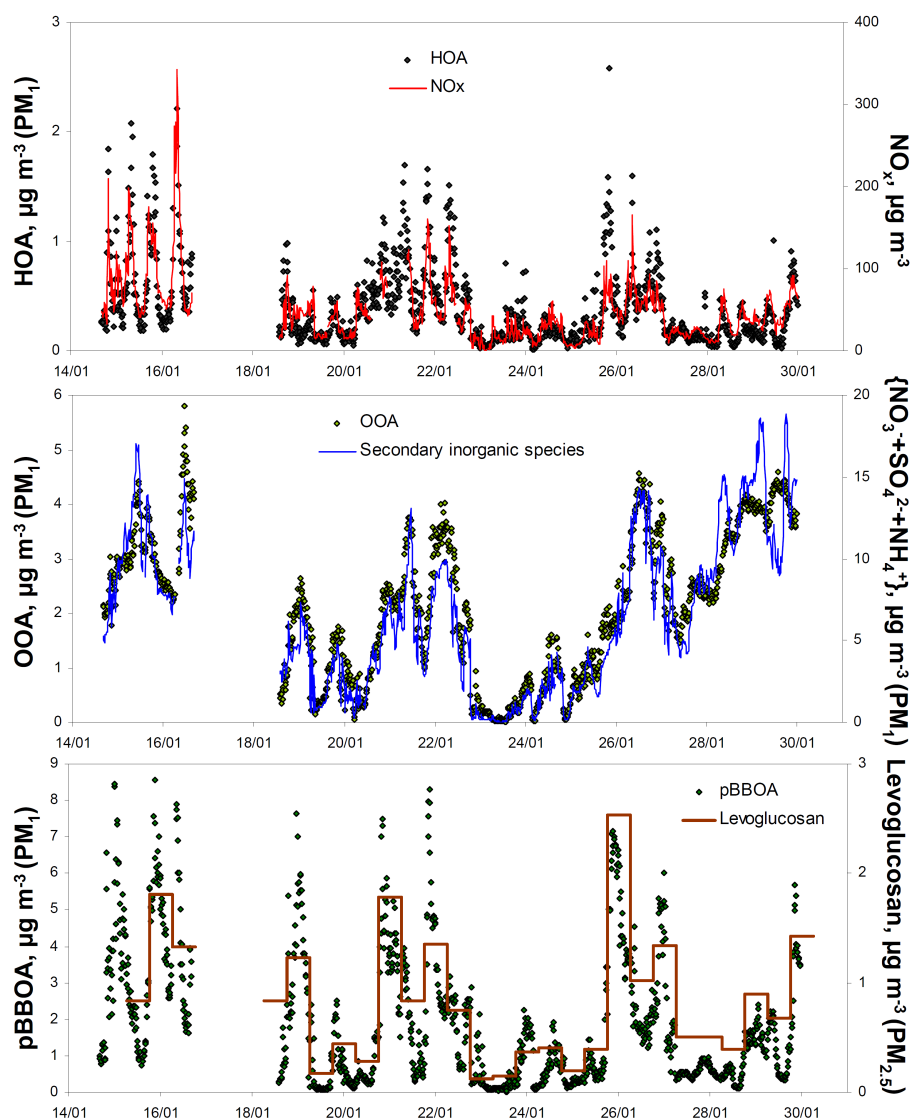 HOA, µg m⁻³ (PM₁)
3
2
1
0
HOA
NOx
400
300
200
100
0
NOₓ, µg m⁻³
14/01 16/01 18/01 20/01 22/01 24/01 26/01 28/01 30/01
OOA, µg m⁻³ (PM₁)
6
5
4
3
2
1
0
OOA
Secondary inorganic species
20
15
10
5
0
{NO₃⁻+SO₄²⁻+NH₄⁺}, µg m⁻³ (PM₁)
14/01 16/01 18/01 20/01 22/01 24/01 26/01 28/01 30/01
pBBOA, µg m⁻³ (PM₁)
9
8
7
6
5
4
3
2
1
0
pBBOA
Levoglucosan
3
2
1
0
Levoglucosan, µg m⁻³ (PM₂.₅)
14/01 16/01 18/01 20/01 22/01 24/01 26/01 28/01 30/01